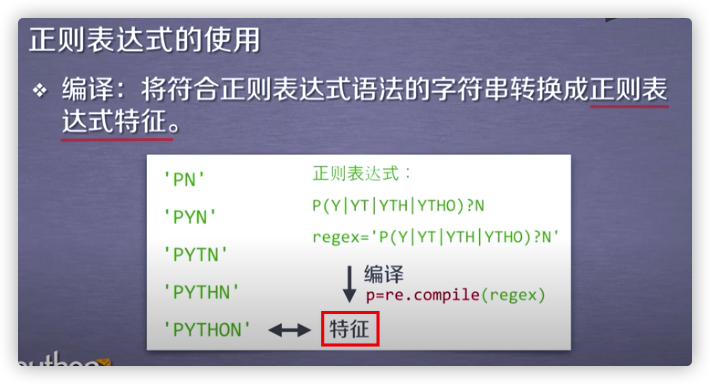 正则表达式的使用
❖ 编译：将符合正则表达式语法的字符串转换成正则表
达式特征。
'PN'
'PYN'
'PYTN'
'PYTHN'
'PYTHON'
正则表达式：
P(Y|YT|YTH|YTHO)?N
regex='P(Y|YT|YTH|YTHO)?N'
编译
p=re.compile(regex)
特征